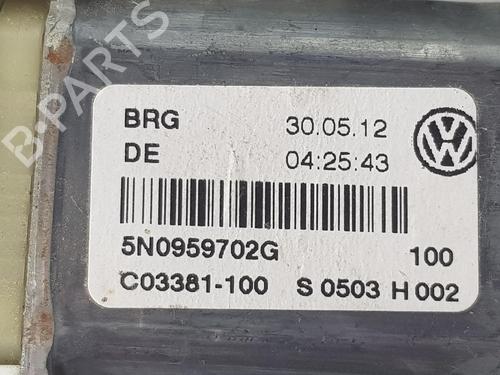 B-PARTS
BRG 30.05.12
DE 04:25:43
5N0959702G 100
C03381-100 S 0503 H 002